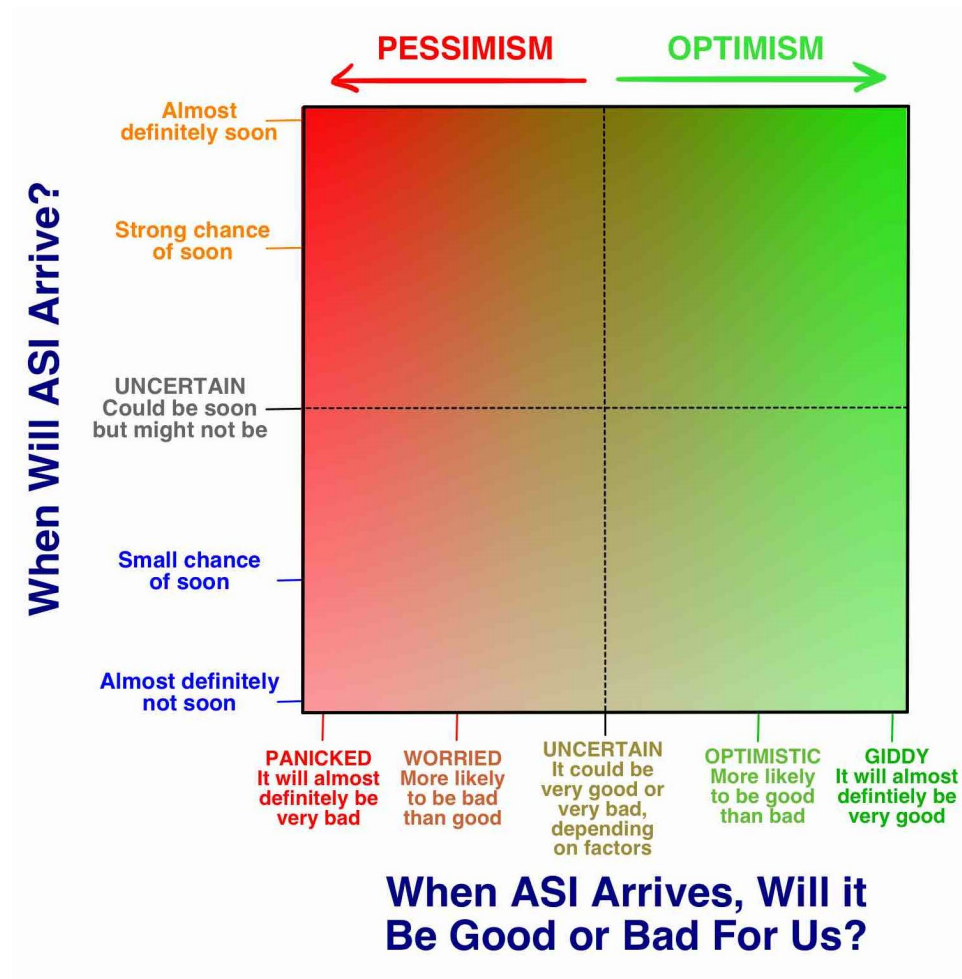 PESSIMISM
OPTIMISM
When Will ASI Arrive?
Almost
definitely soon
Strong chance
of soon
UNCERTAIN
Could be soon
but might not be
Small chance
of soon
Almost definitely
not soon
PANICKED
It will almost
definitely be
very bad
WORRIED
More likely
to be bad
than good
UNCERTAIN
It could be
very good or
very bad,
depending
on factors
OPTIMISTIC
More likely
to be good
than bad
GIDDY
It will almost
defintiely be
very good
When ASI Arrives, Will it
Be Good or Bad For Us?